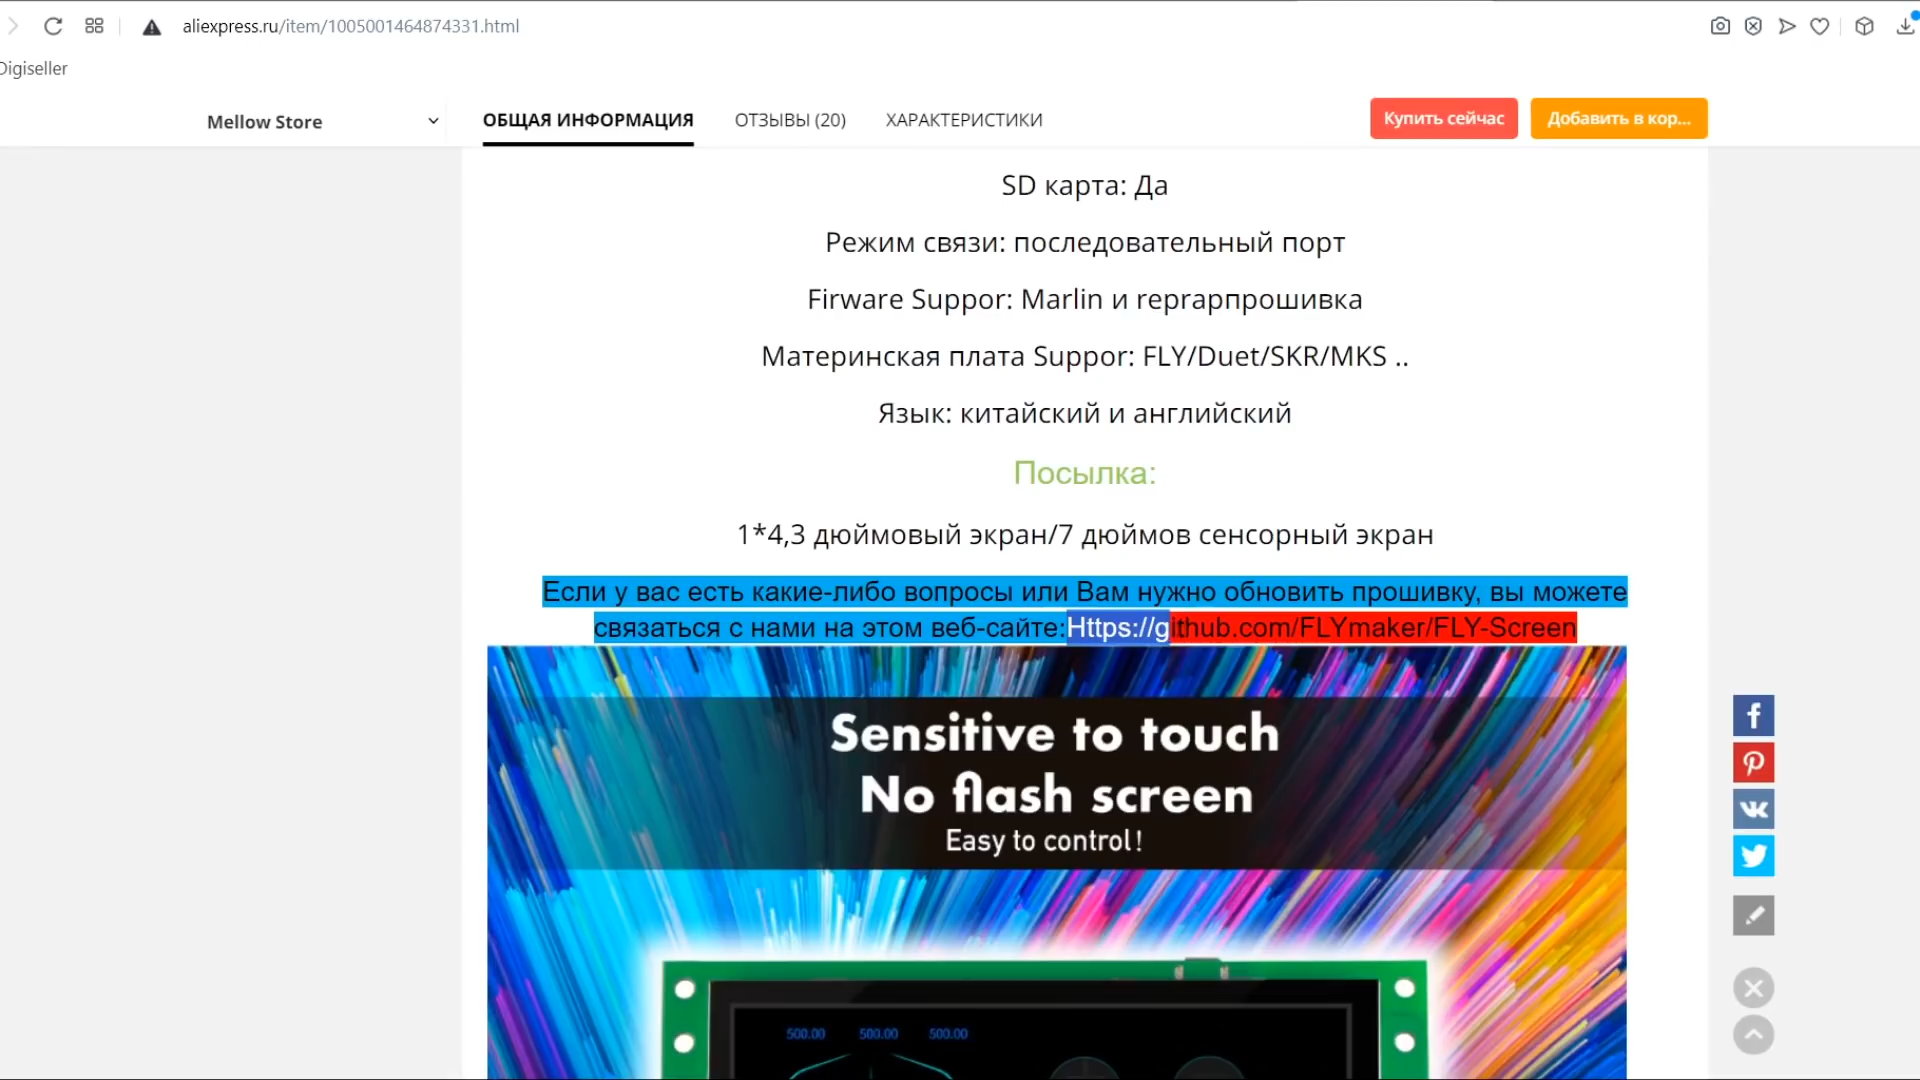 aliexpress.ru/item/1005001464874331.html
Digiseller
Mellow Store
ОБЩАЯ ИНФОРМАЦИЯ
ОТЗЫВЫ (20)
ХАРАКТЕРИСТИКИ
Купить сейчас
Добавить в кор...
SD карта: Да
Режим связи: последовательный порт
Firware Suppor: Marlin и reprapпрошивка
Материнская плата Suppor: FLY/Duet/SKR/MKS ..
Язык: китайский и английский
Посылка:
1*4,3 дюймовый экран/7 дюймов сенсорный экран
Если у вас есть какие-либо вопросы или Вам нужно обновить прошивку, вы можете
связаться с нами на этом веб-сайте:Https://github.com/FLYmaker/FLY-Screen
Sensitive to touch
No flash screen
Easy to control!
500.00 500.00 500.00